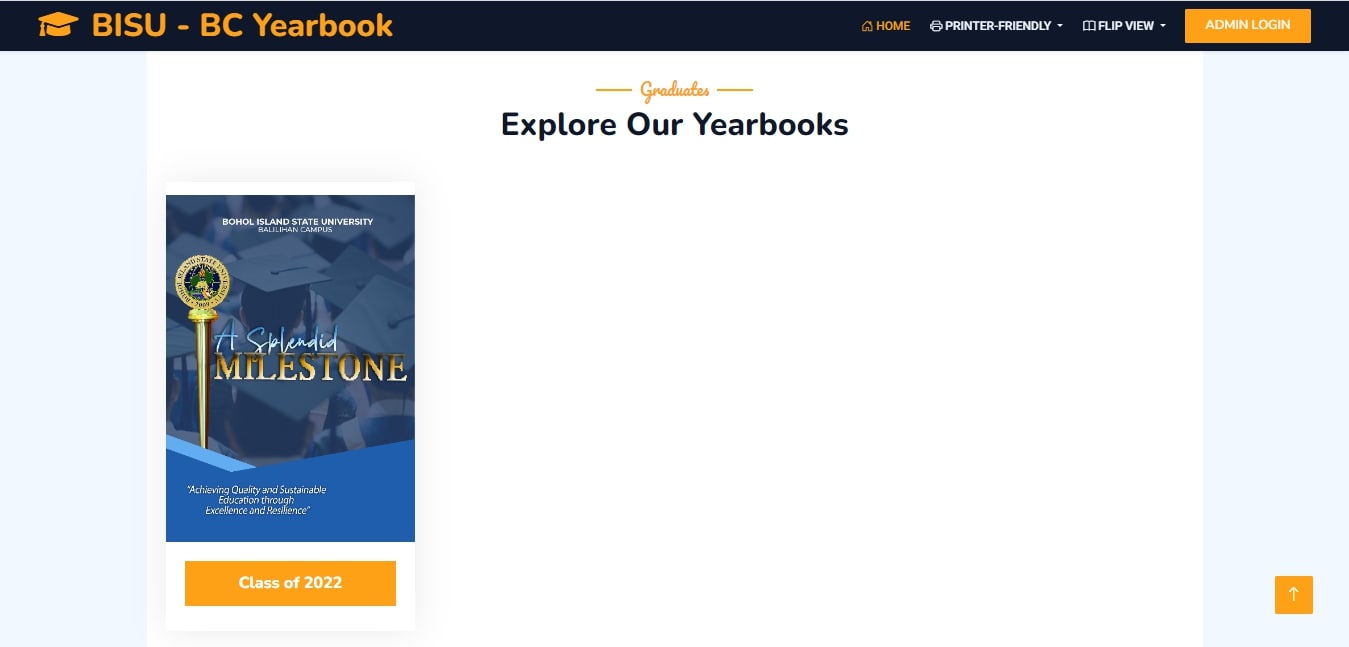 BISU - BC Yearbook
HOME
PRINTER-FRIENDLY
FLIP VIEW
ADMIN LOGIN
Graduates
Explore Our Yearbooks
BOHOL ISLAND STATE UNIVERSITY
BALILIHAN CAMPUS
A Splendid
MILESTONE
"Achieving Quality and Sustainable
Education through
Excellence and Resilience"
Class of 2022